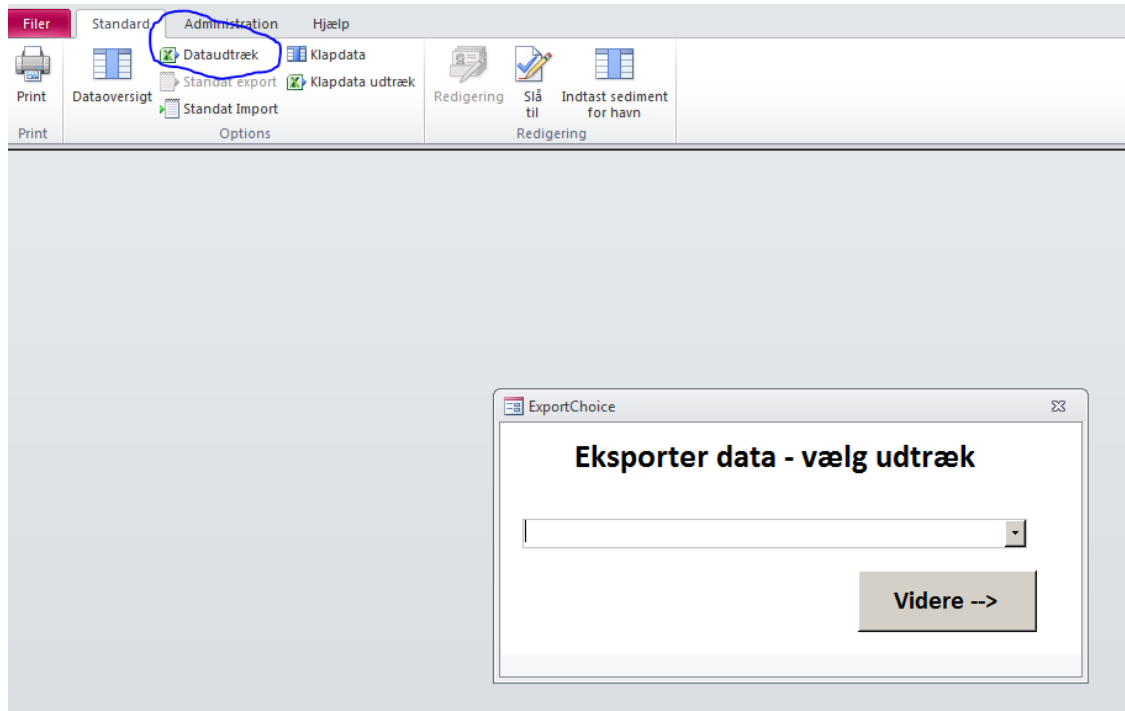 Filer Standard Administration Hjælp
Dataudtræk Klapdata
Standat export Klapdata udtræk
Standat Import
Print Dataoversigt Redigering Slå til Indtast sediment for havn
Print Options Redigering
ExportChoice
Eksporter data - vælg udtræk
Videre -->